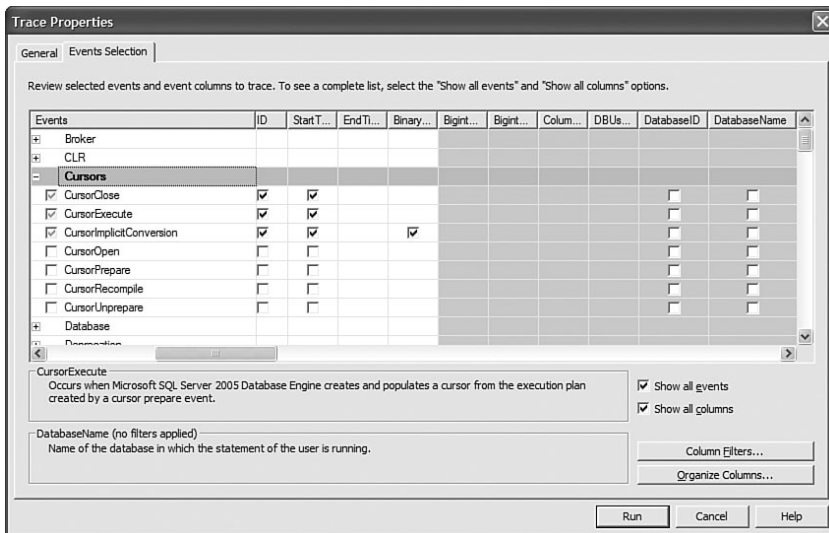 Trace Properties
General Events Selection
Review selected events and event columns to trace. To see a complete list, select the "Show all events" and "Show all columns" options.
Events ID StartT... EndTi... Binary... Bigint... Bigint... Colum... DBUs... DatabaseID DatabaseName
Broker
CLR
Cursors
CursorClose
CursorExecute
CursorImplicitConversion
CursorOpen
CursorPrepare
CursorRecompile
CursorUnprepare
Database
CursorExecute
Occurs when Microsoft SQL Server 2005 Database Engine creates and populates a cursor from the execution plan
created by a cursor prepare event.
Show all events
Show all columns
DatabaseName (no filters applied)
Name of the database in which the statement of the user is running.
Column Filters...
Organize Columns...
Run Cancel Help